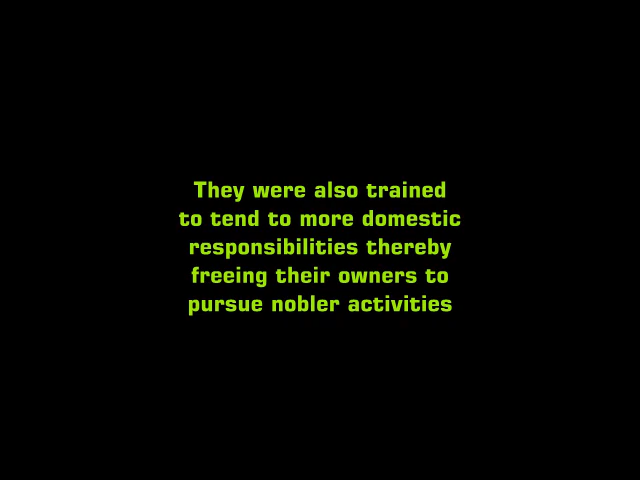 They were also trained
to tend to more domestic
responsibilities thereby
freeing their owners to
pursue nobler activities